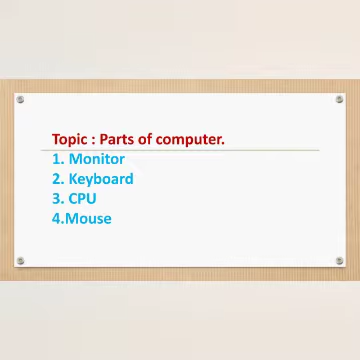 Topic : Parts of computer.
1. Monitor
2. Keyboard
3. CPU
4.Mouse